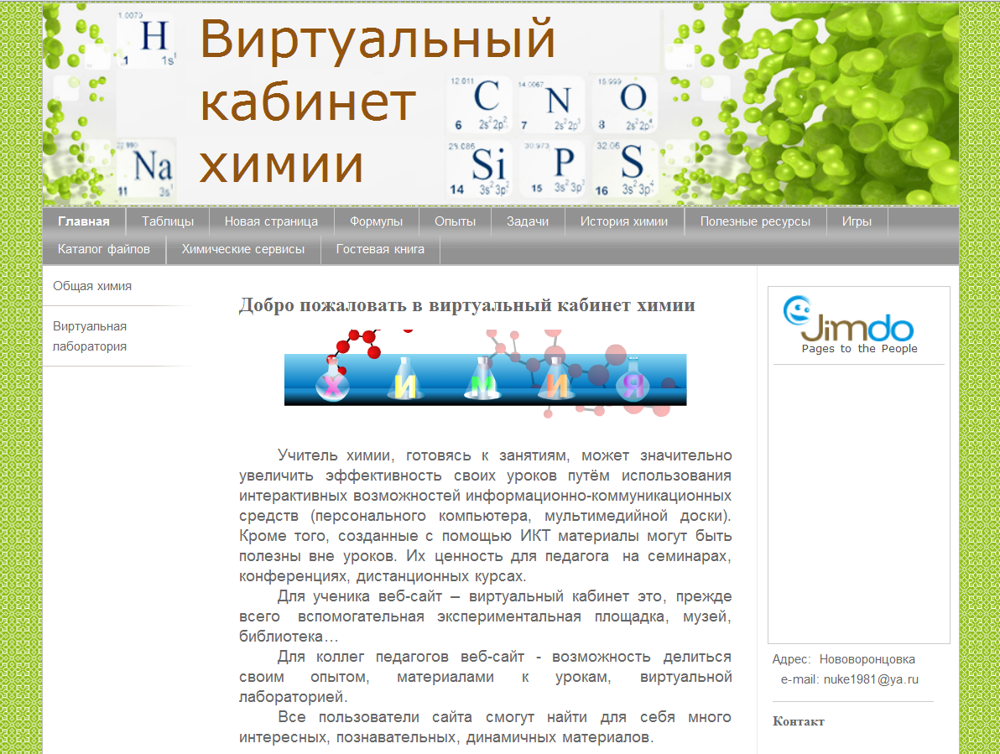 1.0079
H
1 1s¹
Виртуальный
кабинет
химии
12.011
C
6 2s²2p²
14.0067
N
7 2s²2p³
15.999
O
8 2s²2p⁴
22.990
Na
11 3s¹
28.086
Si
14 3s²3p²
30.973
P
15 3s²3p³
32.06
S
16 3s²3p⁴
Главная Таблицы Новая страница Формулы Опыты Задачи История химии Полезные ресурсы Игры
Каталог файлов Химические сервисы Гостевая книга
Общая химия
Виртуальная
лаборатория
Добро пожаловать в виртуальный кабинет химии
ХИМИЯ
Учитель химии, готовясь к занятиям, может значительно
увеличить эффективность своих уроков путём использования
интерактивных возможностей информационно-коммуникационных
средств (персонального компьютера, мультимедийной доски).
Кроме того, созданные с помощью ИКТ материалы могут быть
полезны вне уроков. Их ценность для педагога на семинарах,
конференциях, дистанционных курсах.
Для ученика веб-сайт – виртуальный кабинет это, прежде
всего вспомогательная экспериментальная площадка, музей,
библиотека…
Для коллег педагогов веб-сайт - возможность делиться
своим опытом, материалами к урокам, виртуальной
лабораторией.
Все пользователи сайта смогут найти для себя много
интересных, познавательных, динамичных материалов.
Jimdo
Pages to the People
Адрес: Нововоронцовка
e-mail: nuke1981@ya.ru
Контакт